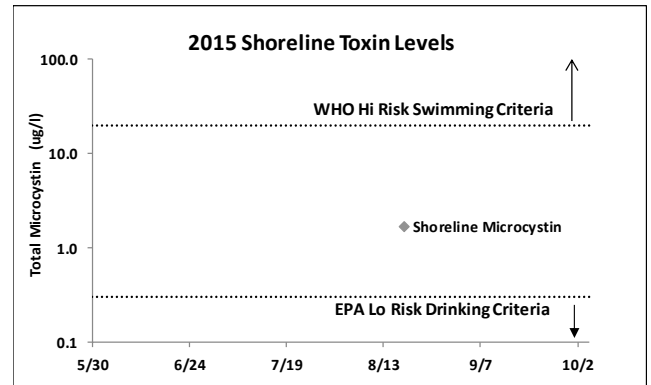 2015 Shoreline Toxin Levels
Total Microcystin (ug/l)
100.0
10.0
1.0
0.1
WHO Hi Risk Swimming Criteria
Shoreline Microcystin
EPA Lo Risk Drinking Criteria
5/30 6/24 7/19 8/13 9/7 10/2